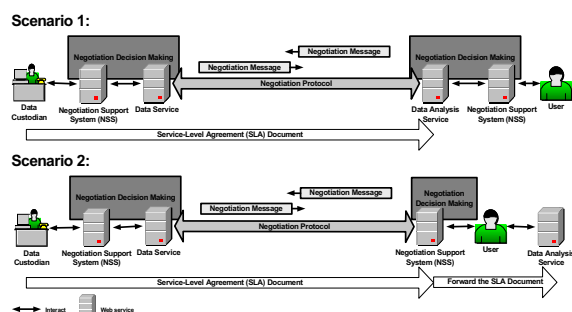 Scenario 1:
Negotiation Decision Making
Negotiation Message
Negotiation Message
Negotiation Decision Making
Negotiation Protocol
Data
Custodian
Negotiation Support
System (NSS)
Data Service
Data Analysis
Service
Negotiation Support
System (NSS)
User
Service-Level Agreement (SLA) Document
Scenario 2:
Negotiation Decision Making
Negotiation Message
Negotiation Message
Negotiation
Decision Making
Negotiation Protocol
Data
Custodian
Negotiation Support
System (NSS)
Data Service
Negotiation Support
System (NSS)
User
Data Analysis
Service
Service-Level Agreement (SLA) Document
Forward the SLA Document
Interact
Web service